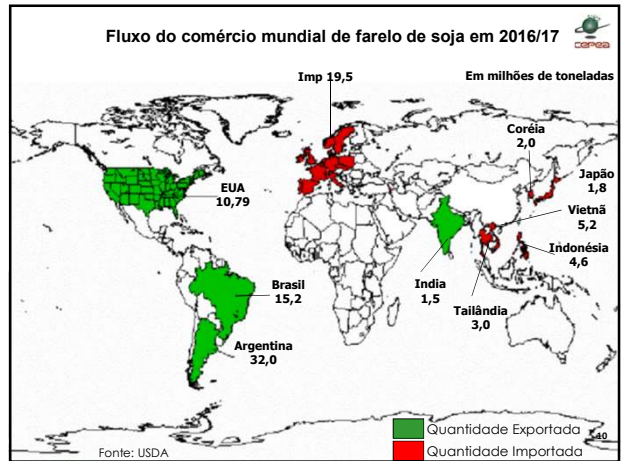 Fluxo do comércio mundial de farelo de soja em 2016/17
cepea
Imp 19,5
Em milhões de toneladas
Coréia
2,0
Japão
1,8
EUA
10,79
Vietnã
5,2
Indonésia
4,6
Brasil
15,2
India
1,5
Tailândia
3,0
Argentina
32,0
Quantidade Exportada
10
Fonte: USDA
Quantidade Importada